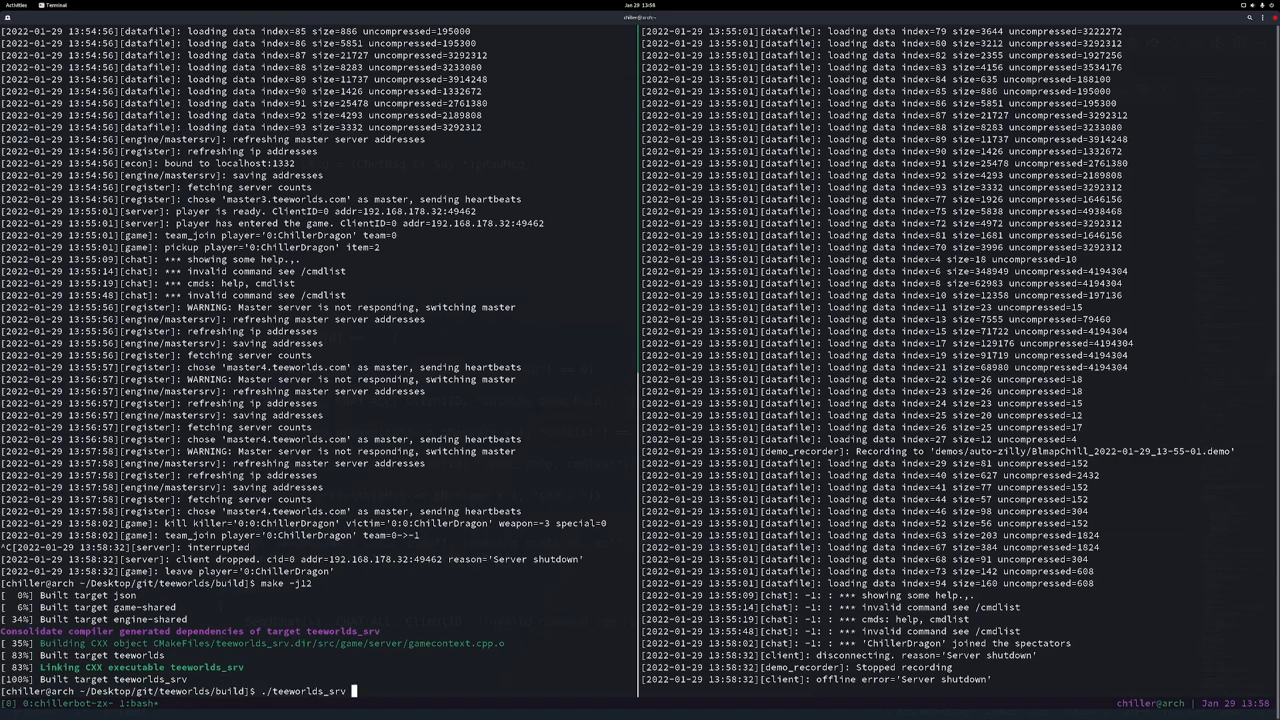 Activities
Terminal
Jan 29 13:56
chiller@arch:~
[2022-01-29 13:54:56][datafile]: loading data index=85 size=886 uncompressed=195000
[2022-01-29 13:54:56][datafile]: loading data index=86 size=5851 uncompressed=195300
[2022-01-29 13:54:56][datafile]: loading data index=87 size=21727 uncompressed=3292312
[2022-01-29 13:54:56][datafile]: loading data index=88 size=8283 uncompressed=3233080
[2022-01-29 13:54:56][datafile]: loading data index=89 size=11737 uncompressed=3914248
[2022-01-29 13:54:56][datafile]: loading data index=90 size=1426 uncompressed=1332672
[2022-01-29 13:54:56][datafile]: loading data index=91 size=25478 uncompressed=2761380
[2022-01-29 13:54:56][datafile]: loading data index=92 size=4293 uncompressed=2189808
[2022-01-29 13:54:56][datafile]: loading data index=93 size=3332 uncompressed=3292312
[2022-01-29 13:54:56][engine/mastersrv]: refreshing master server addresses
[2022-01-29 13:54:56][register]: refreshing ip addresses
[2022-01-29 13:54:56][econ]: bound to localhost:1332
[2022-01-29 13:54:56][engine/mastersrv]: saving addresses
[2022-01-29 13:54:56][register]: fetching server counts
[2022-01-29 13:54:56][register]: chose 'master3.teeworlds.com' as master, sending heartbeats
[2022-01-29 13:55:01][server]: player is ready. ClientID=0 addr=192.168.178.32:49462
[2022-01-29 13:55:01][server]: player has entered the game. ClientID=0 addr=192.168.178.32:49462
[2022-01-29 13:55:01][game]: team_join player='0:ChillerDragon' team=0
[2022-01-29 13:55:01][game]: pickup player='0:ChillerDragon' item=2
[2022-01-29 13:55:09][chat]: *** showing some help.,.
[2022-01-29 13:55:14][chat]: *** invalid command see /cmdlist
[2022-01-29 13:55:19][chat]: *** cmds: help, cmdlist
[2022-01-29 13:55:48][chat]: *** invalid command see /cmdlist
[2022-01-29 13:55:56][register]: WARNING: Master server is not responding, switching master
[2022-01-29 13:55:56][engine/mastersrv]: refreshing master server addresses
[2022-01-29 13:55:56][register]: refreshing ip addresses
[2022-01-29 13:55:57][engine/mastersrv]: saving addresses
[2022-01-29 13:55:57][register]: fetching server counts
[2022-01-29 13:55:57][register]: chose 'master4.teeworlds.com' as master, sending heartbeats
[2022-01-29 13:56:57][register]: WARNING: Master server is not responding, switching master
[2022-01-29 13:56:57][engine/mastersrv]: refreshing master server addresses
[2022-01-29 13:56:57][register]: refreshing ip addresses
[2022-01-29 13:56:57][engine/mastersrv]: saving addresses
[2022-01-29 13:56:57][register]: fetching server counts
[2022-01-29 13:56:58][register]: chose 'master4.teeworlds.com' as master, sending heartbeats
[2022-01-29 13:57:58][register]: WARNING: Master server is not responding, switching master
[2022-01-29 13:57:58][engine/mastersrv]: refreshing master server addresses
[2022-01-29 13:57:58][register]: refreshing ip addresses
[2022-01-29 13:57:58][engine/mastersrv]: saving addresses
[2022-01-29 13:57:58][register]: fetching server counts
[2022-01-29 13:57:58][register]: chose 'master4.teeworlds.com' as master, sending heartbeats
[2022-01-29 13:58:02][game]: kill killer='0:0:ChillerDragon' victim='0:0:ChillerDragon' weapon=-3 special=0
[2022-01-29 13:58:02][game]: team_join player='0:ChillerDragon' team=0->-1
^C[2022-01-29 13:58:32][server]: interrupted
[2022-01-29 13:58:32][server]: client dropped. cid=0 addr=192.168.178.32:49462 reason='Server shutdown'
[2022-01-29 13:58:32][game]: leave player='0:ChillerDragon'
[chiller@arch ~/Desktop/git/teeworlds/build]$ make -j12
[  0%] Built target json
[  6%] Built target game-shared
[ 34%] Built target engine-shared
Consolidate compiler generated dependencies of target teeworlds_srv
[ 35%] Building CXX object CMakeFiles/teeworlds_srv.dir/src/game/server/gamecontext.cpp.o
[ 83%] Built target teeworlds
[ 83%] Linking CXX executable teeworlds_srv
[100%] Built target teeworlds_srv
[chiller@arch ~/Desktop/git/teeworlds/build]$ ./teeworlds_srv
[2022-01-29 13:55:01][datafile]: loading data index=79 size=3644 uncompressed=3222272
[2022-01-29 13:55:01][datafile]: loading data index=80 size=3212 uncompressed=3292312
[2022-01-29 13:55:01][datafile]: loading data index=82 size=2355 uncompressed=1927256
[2022-01-29 13:55:01][datafile]: loading data index=83 size=4156 uncompressed=3534176
[2022-01-29 13:55:01][datafile]: loading data index=84 size=635 uncompressed=188100
[2022-01-29 13:55:01][datafile]: loading data index=85 size=886 uncompressed=195000
[2022-01-29 13:55:01][datafile]: loading data index=86 size=5851 uncompressed=195300
[2022-01-29 13:55:01][datafile]: loading data index=87 size=21727 uncompressed=3292312
[2022-01-29 13:55:01][datafile]: loading data index=88 size=8283 uncompressed=3233080
[2022-01-29 13:55:01][datafile]: loading data index=89 size=11737 uncompressed=3914248
[2022-01-29 13:55:01][datafile]: loading data index=90 size=1426 uncompressed=1332672
[2022-01-29 13:55:01][datafile]: loading data index=91 size=25478 uncompressed=2761380
[2022-01-29 13:55:01][datafile]: loading data index=92 size=4293 uncompressed=2189808
[2022-01-29 13:55:01][datafile]: loading data index=93 size=3332 uncompressed=3292312
[2022-01-29 13:55:01][datafile]: loading data index=77 size=1926 uncompressed=1646156
[2022-01-29 13:55:01][datafile]: loading data index=75 size=5838 uncompressed=4938468
[2022-01-29 13:55:01][datafile]: loading data index=72 size=4971 uncompressed=3292312
[2022-01-29 13:55:01][datafile]: loading data index=81 size=1681 uncompressed=1646156
[2022-01-29 13:55:01][datafile]: loading data index=70 size=3996 uncompressed=3292312
[2022-01-29 13:55:01][datafile]: loading data index=4 size=18 uncompressed=10
[2022-01-29 13:55:01][datafile]: loading data index=6 size=348949 uncompressed=4194304
[2022-01-29 13:55:01][datafile]: loading data index=8 size=62983 uncompressed=4194304
[2022-01-29 13:55:01][datafile]: loading data index=10 size=12358 uncompressed=197136
[2022-01-29 13:55:01][datafile]: loading data index=11 size=23 uncompressed=15
[2022-01-29 13:55:01][datafile]: loading data index=13 size=7555 uncompressed=79460
[2022-01-29 13:55:01][datafile]: loading data index=15 size=71722 uncompressed=4194304
[2022-01-29 13:55:01][datafile]: loading data index=17 size=129176 uncompressed=4194304
[2022-01-29 13:55:01][datafile]: loading data index=19 size=91719 uncompressed=4194304
[2022-01-29 13:55:01][datafile]: loading data index=21 size=68980 uncompressed=4194304
[2022-01-29 13:55:01][datafile]: loading data index=22 size=26 uncompressed=18
[2022-01-29 13:55:01][datafile]: loading data index=23 size=26 uncompressed=18
[2022-01-29 13:55:01][datafile]: loading data index=24 size=23 uncompressed=15
[2022-01-29 13:55:01][datafile]: loading data index=25 size=20 uncompressed=12
[2022-01-29 13:55:01][datafile]: loading data index=26 size=25 uncompressed=17
[2022-01-29 13:55:01][datafile]: loading data index=27 size=12 uncompressed=4
[2022-01-29 13:55:01][demo_recorder]: Recording to 'demos/auto-zilly/BlmapChill_2022-01-29_13-55-01.demo'
[2022-01-29 13:55:01][datafile]: loading data index=29 size=81 uncompressed=152
[2022-01-29 13:55:01][datafile]: loading data index=40 size=627 uncompressed=2432
[2022-01-29 13:55:01][datafile]: loading data index=41 size=77 uncompressed=152
[2022-01-29 13:55:01][datafile]: loading data index=44 size=57 uncompressed=152
[2022-01-29 13:55:01][datafile]: loading data index=46 size=98 uncompressed=304
[2022-01-29 13:55:01][datafile]: loading data index=52 size=56 uncompressed=152
[2022-01-29 13:55:01][datafile]: loading data index=63 size=203 uncompressed=1824
[2022-01-29 13:55:01][datafile]: loading data index=67 size=384 uncompressed=1824
[2022-01-29 13:55:01][datafile]: loading data index=68 size=91 uncompressed=304
[2022-01-29 13:55:01][datafile]: loading data index=73 size=142 uncompressed=608
[2022-01-29 13:55:01][datafile]: loading data index=94 size=160 uncompressed=608
[2022-01-29 13:55:09][chat]: -1: : *** showing some help.,.
[2022-01-29 13:55:14][chat]: -1: : *** invalid command see /cmdlist
[2022-01-29 13:55:19][chat]: -1: : *** cmds: help, cmdlist
[2022-01-29 13:55:48][chat]: -1: : *** invalid command see /cmdlist
[2022-01-29 13:58:02][chat]: -1: : 'ChillerDragon' joined the spectators
[2022-01-29 13:58:32][client]: disconnecting. reason='Server shutdown'
[2022-01-29 13:58:32][demo_recorder]: Stopped recording
[2022-01-29 13:58:32][client]: offline error='Server shutdown'
[0] 0:chillerbot-zx- 1:bash*
chiller@arch | Jan 29 13:58